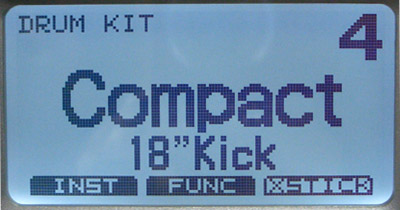 DRUM KIT 4
Compact
18”Kick
INST FUNC XSTICK